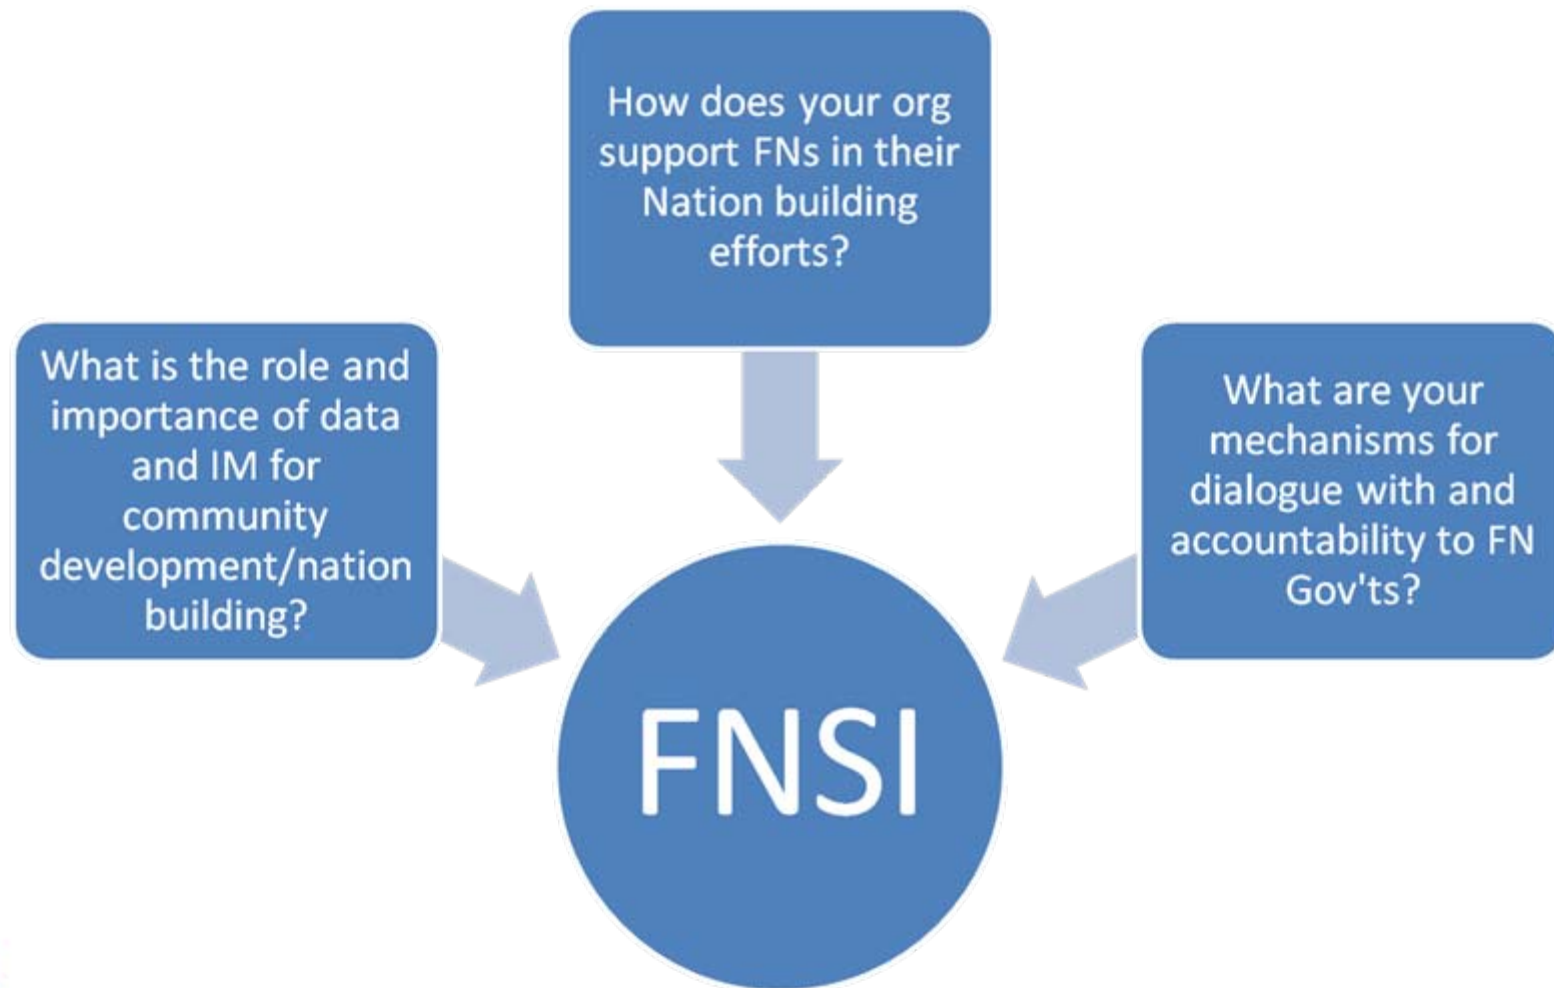 How does your org
support FNs in their
Nation building
efforts?
What is the role and
importance of data
and IM for
community
development/nation
building?
What are your
mechanisms for
dialogue with and
accountability to FN
Gov'ts?
FNSI